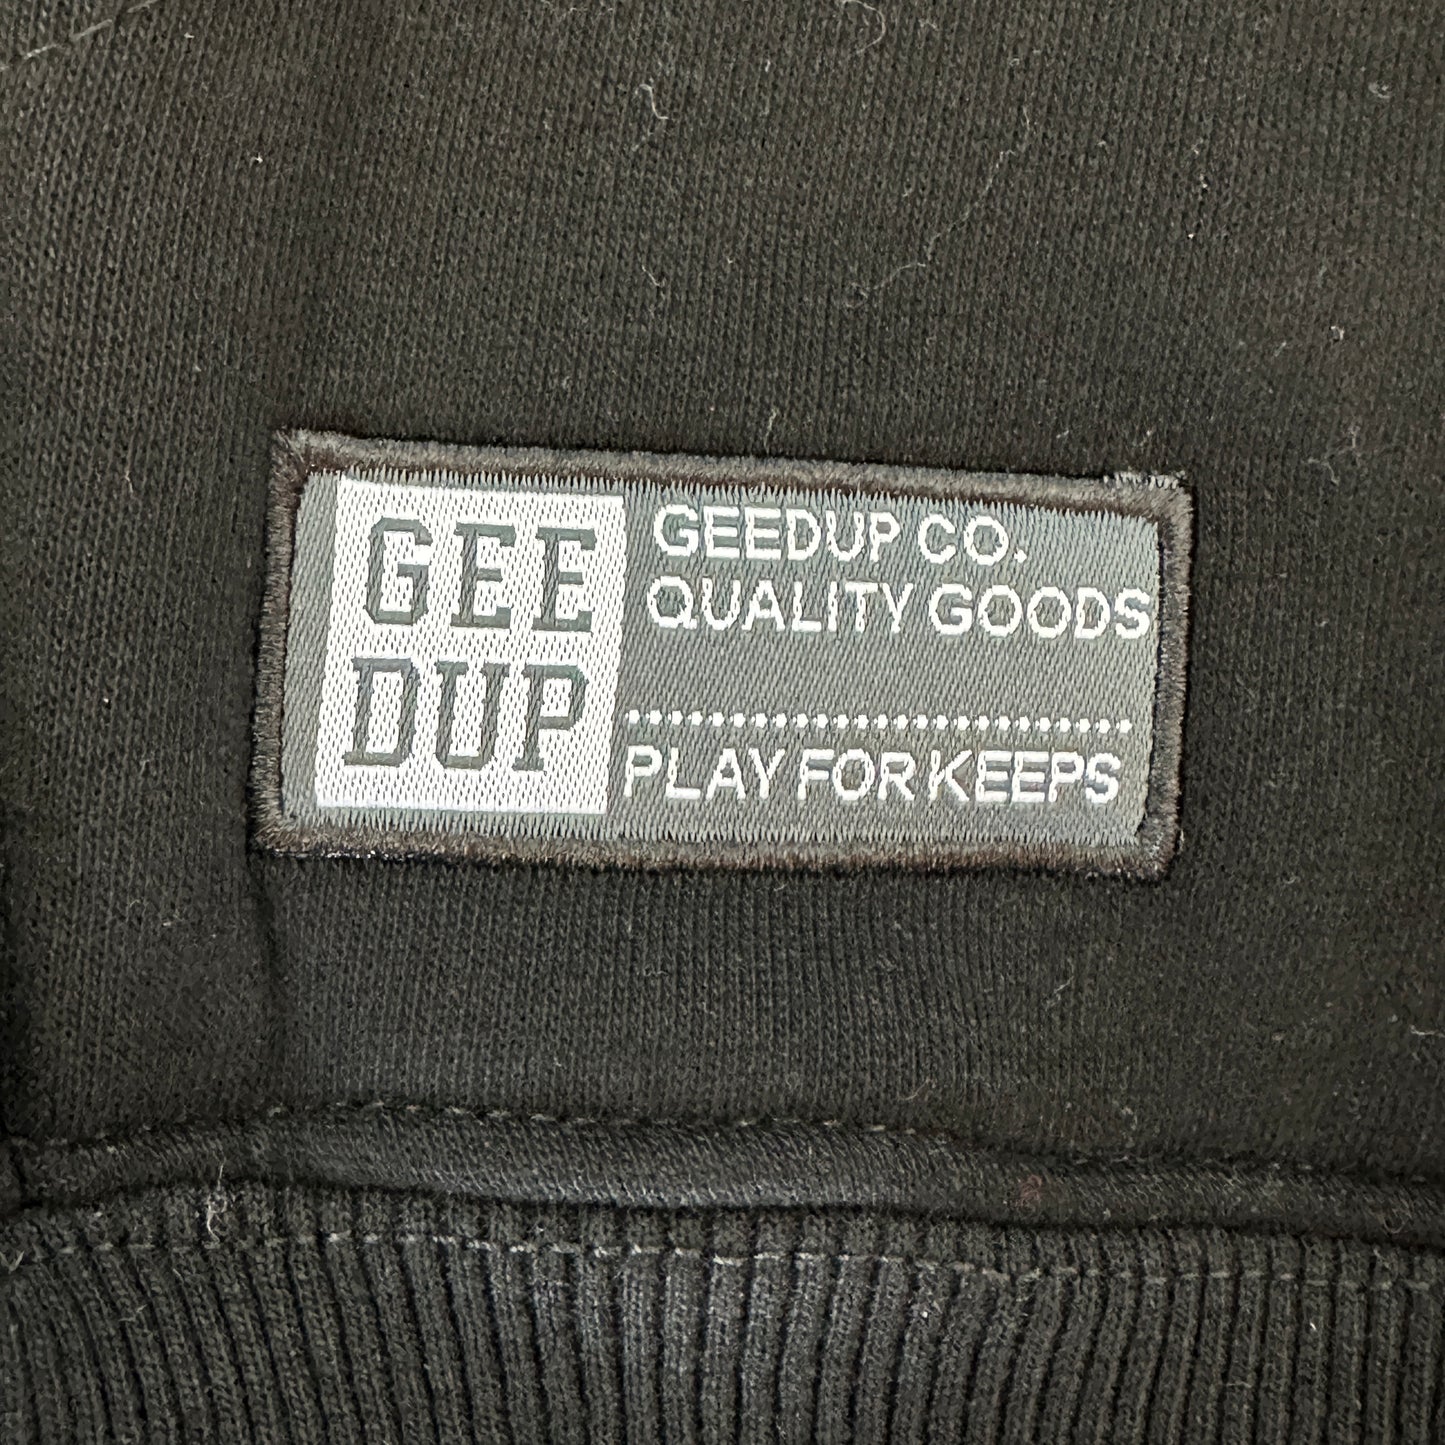 GEE
DUP
GEEDUP CO.
QUALITY GOODS
PLAY FOR KEEPS